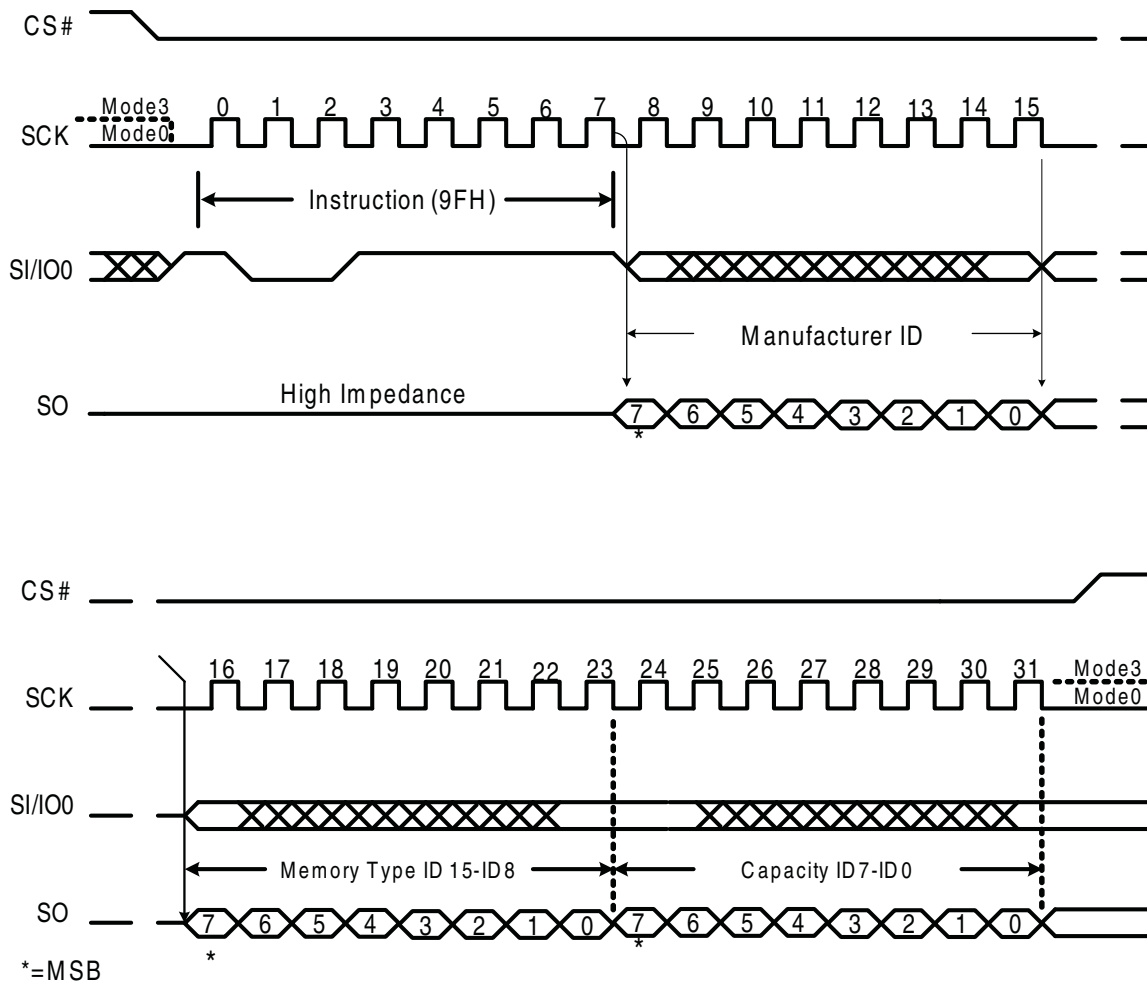 CS#
Mode3
SCK Mode0
0 1 2 3 4 5 6 7 8 9 10 11 12 13 14 15
Instruction (9FH)
SI/IO0
Manufacturer ID
High Impedance
SO
7 6 5 4 3 2 1 0
*
CS#
16 17 18 19 20 21 22 23 24 25 26 27 28 29 30 31
Mode3
SCK Mode0
SI/IO0
Memory Type ID15-ID8 Capacity ID7-ID0
SO
7 6 5 4 3 2 1 0 7 6 5 4 3 2 1 0
* *
*=MSB